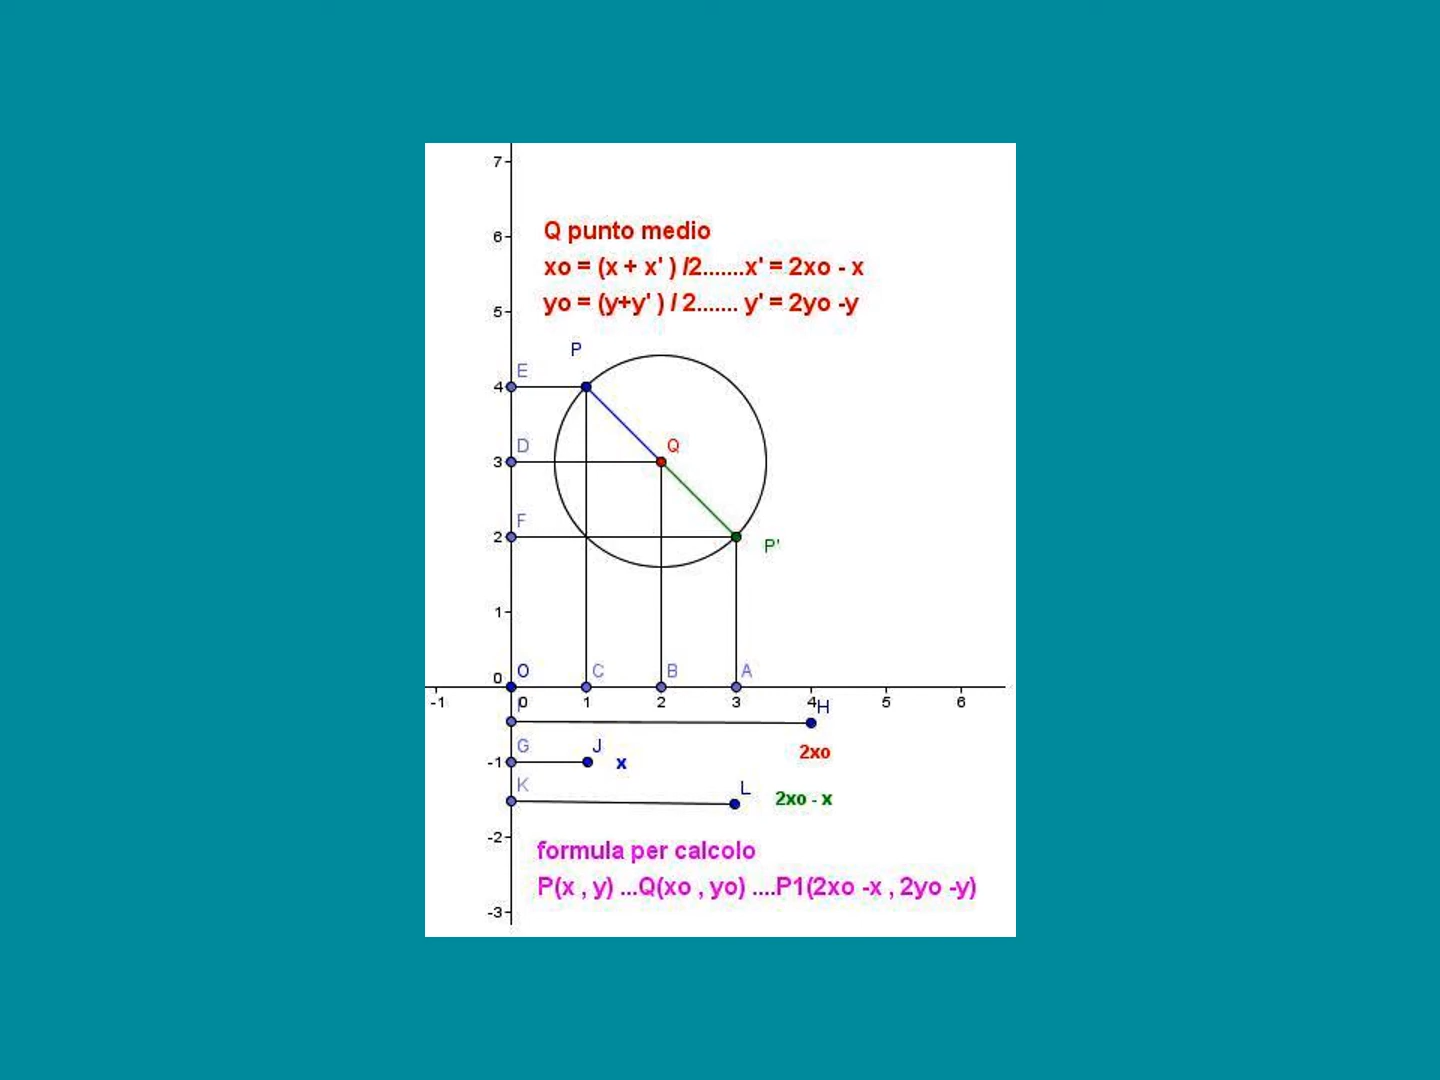 7
Q punto medio
6
xo = (x + x' ) /2.......x' = 2xo - x
yo = (y+y' ) / 2....... y' = 2yo -y
5
P
E
4
D
Q
3
F
2
P'
1
O C B A
0
-1 0 1 2 3 4 5 6
I H
G J 2xo
-1 x
K L 2xo - x
-2
formula per calcolo
P(x , y) ...Q(xo , yo) ....P1(2xo -x , 2yo -y)
-3